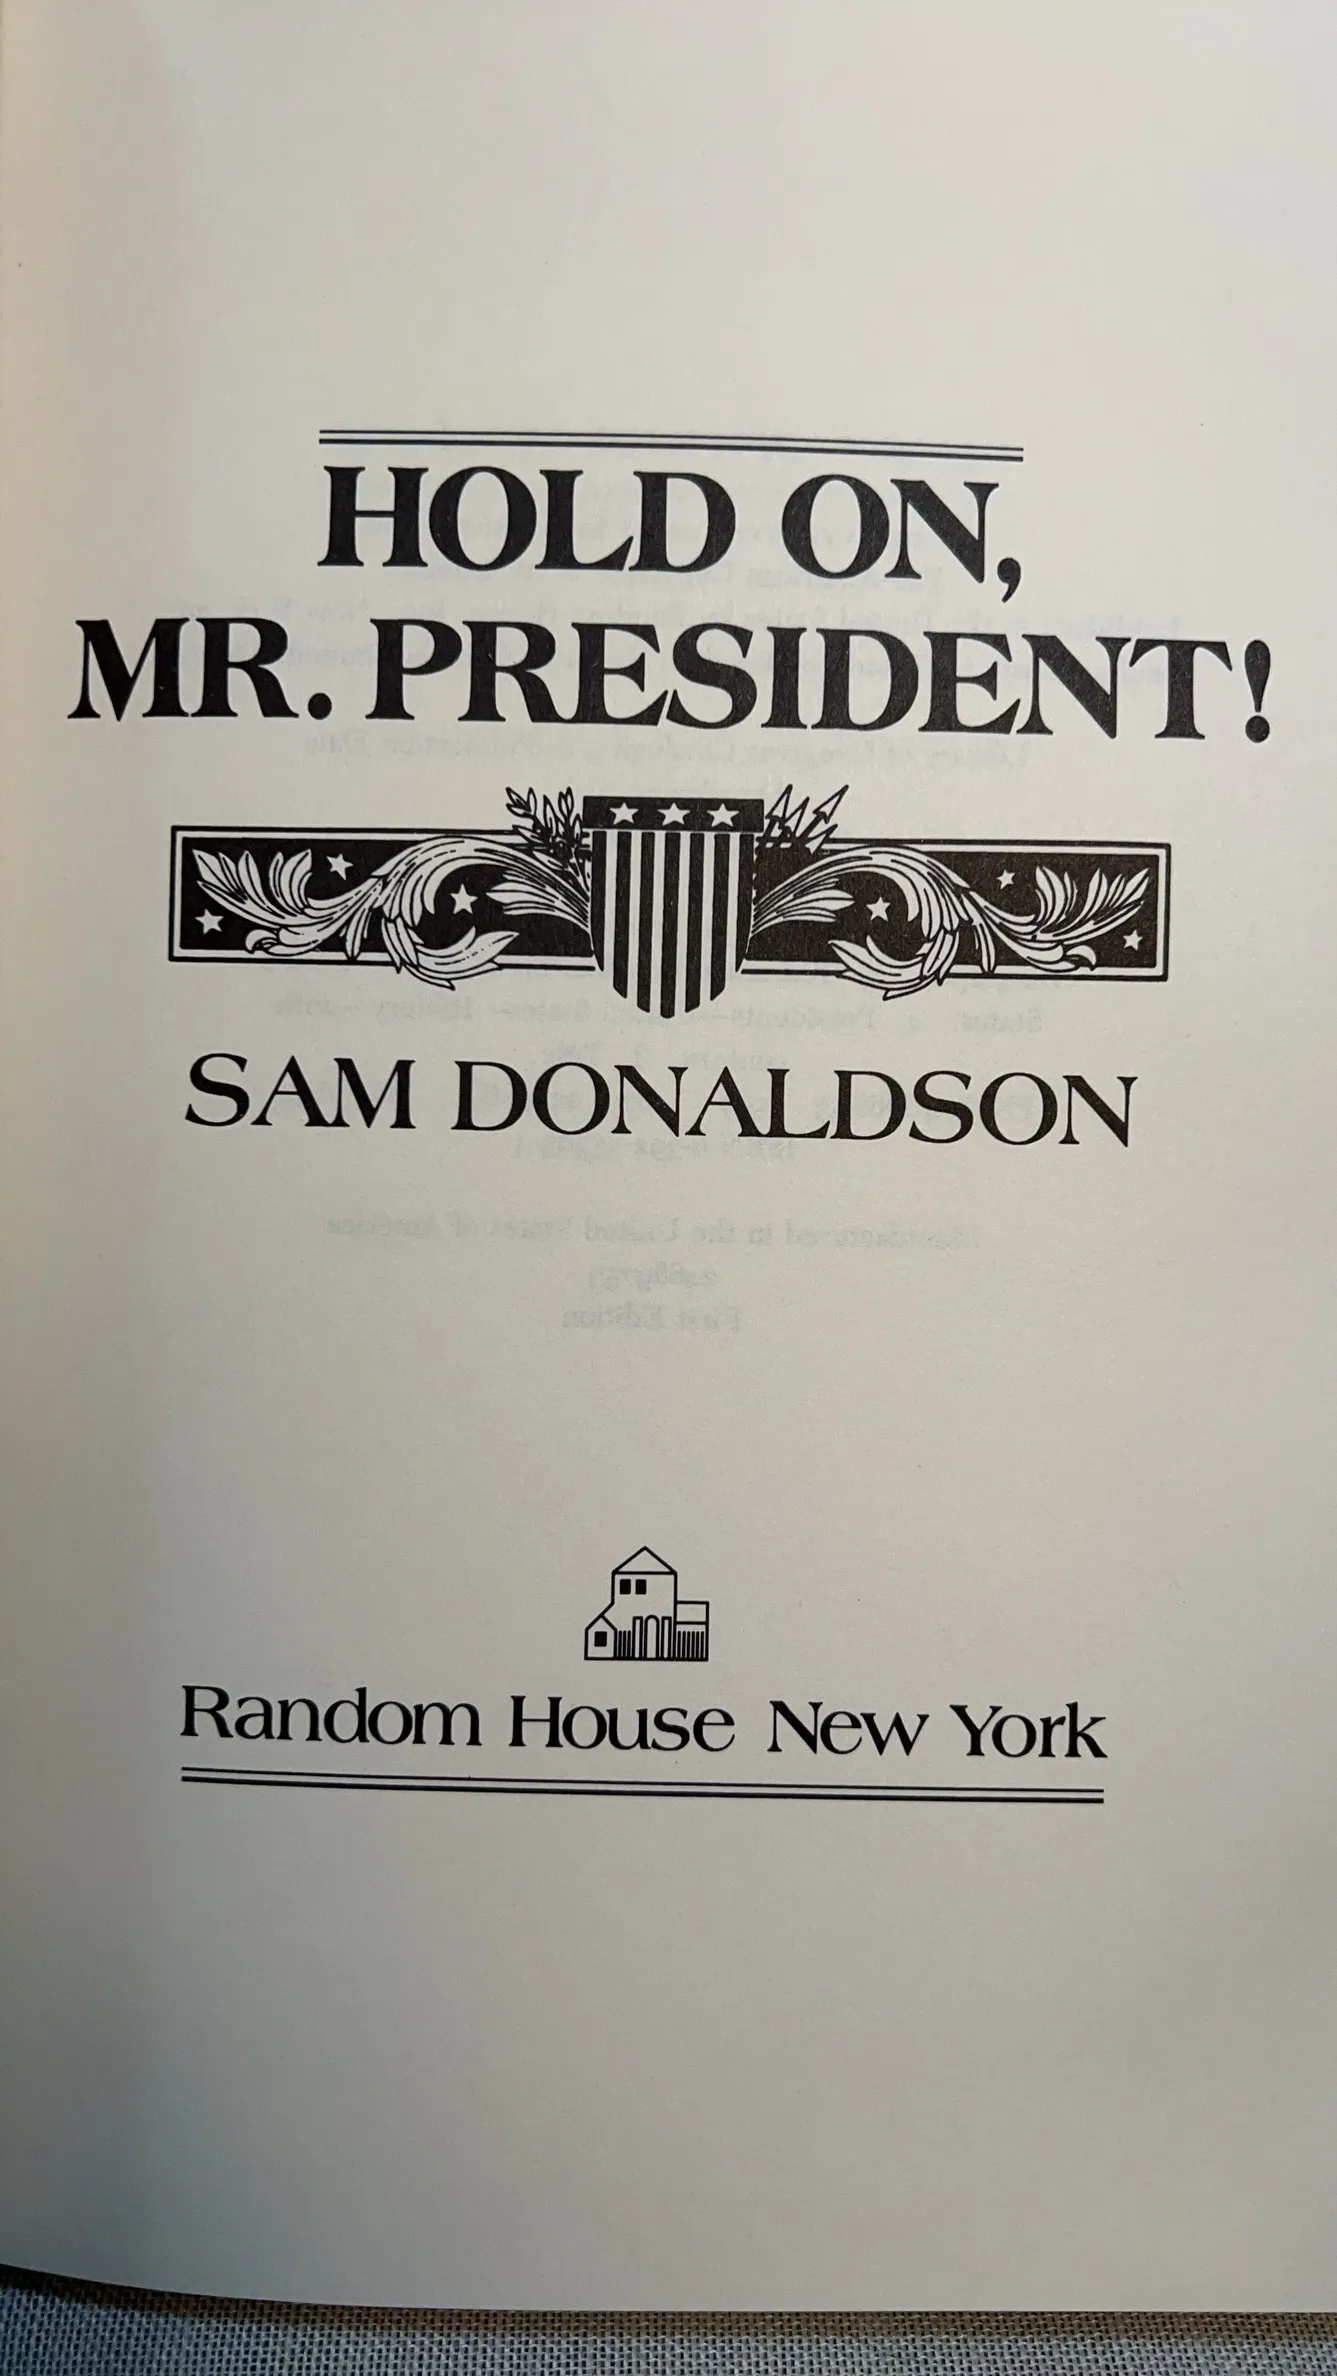 HOLD ON,
MR. PRESIDENT!
SAM DONALDSON
Random House New York